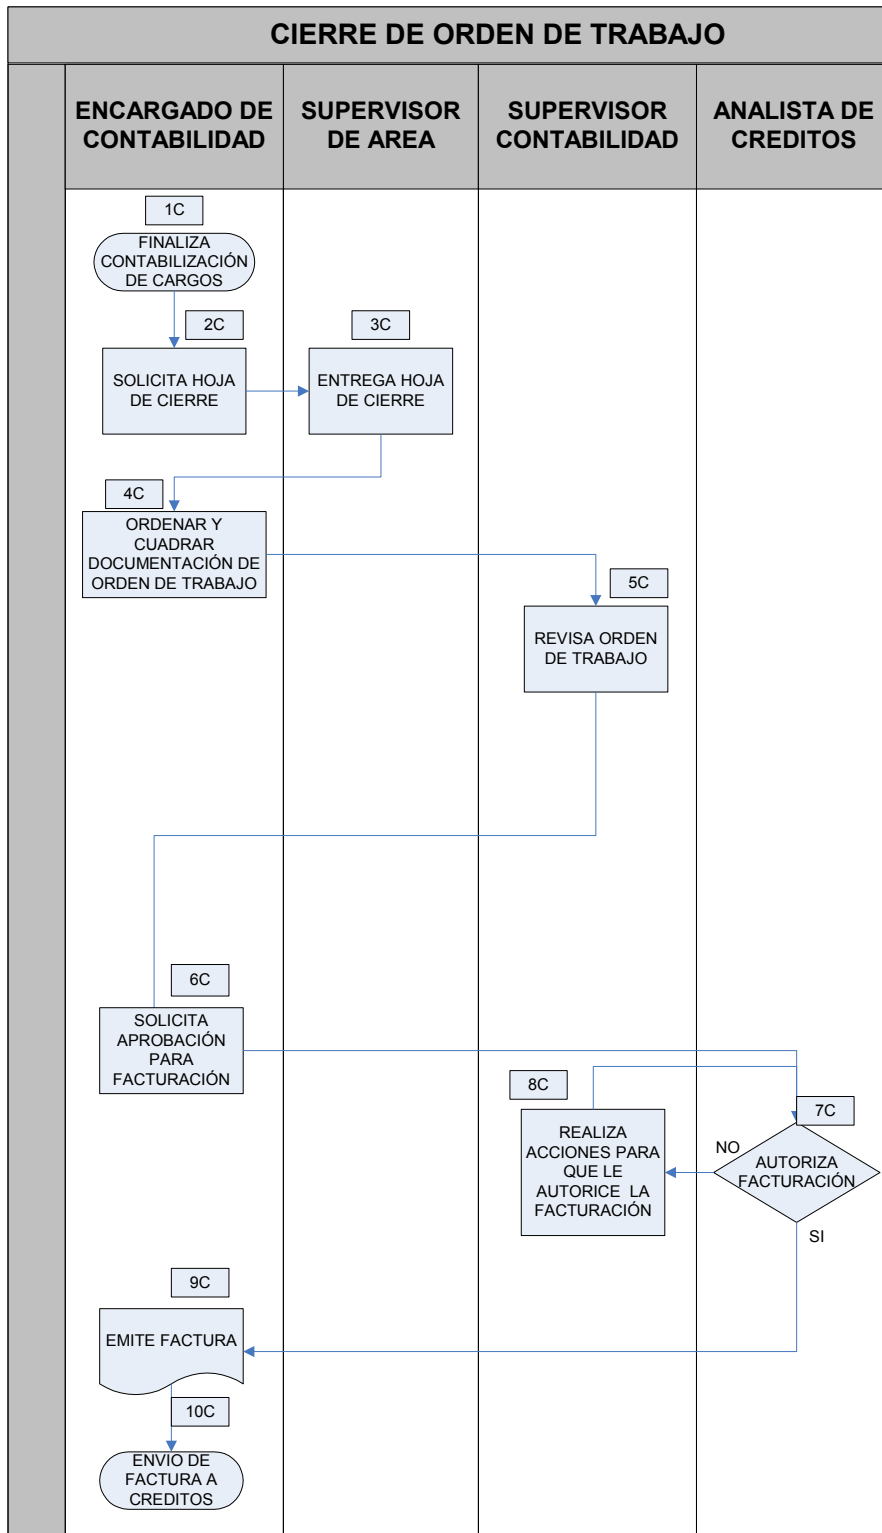 CIERRE DE ORDEN DE TRABAJO
ENCARGADO DE
CONTABILIDAD
SUPERVISOR
DE AREA
SUPERVISOR
CONTABILIDAD
ANALISTA DE
CREDITOS
1C
FINALIZA
CONTABILIZACIÓN
DE CARGOS
2C
SOLICITA HOJA
DE CIERRE
3C
ENTREGA HOJA
DE CIERRE
4C
ORDENAR Y
CUADRAR
DOCUMENTACIÓN DE
ORDEN DE TRABAJO
5C
REVISA ORDEN
DE TRABAJO
6C
SOLICITA
APROBACIÓN
PARA
FACTURACIÓN
7C
AUTORIZA
FACTURACIÓN
NO
SI
8C
REALIZA
ACCIONES PARA
QUE LE
AUTORICE LA
FACTURACIÓN
9C
EMITE FACTURA
10C
ENVIO DE
FACTURA A
CREDITOS